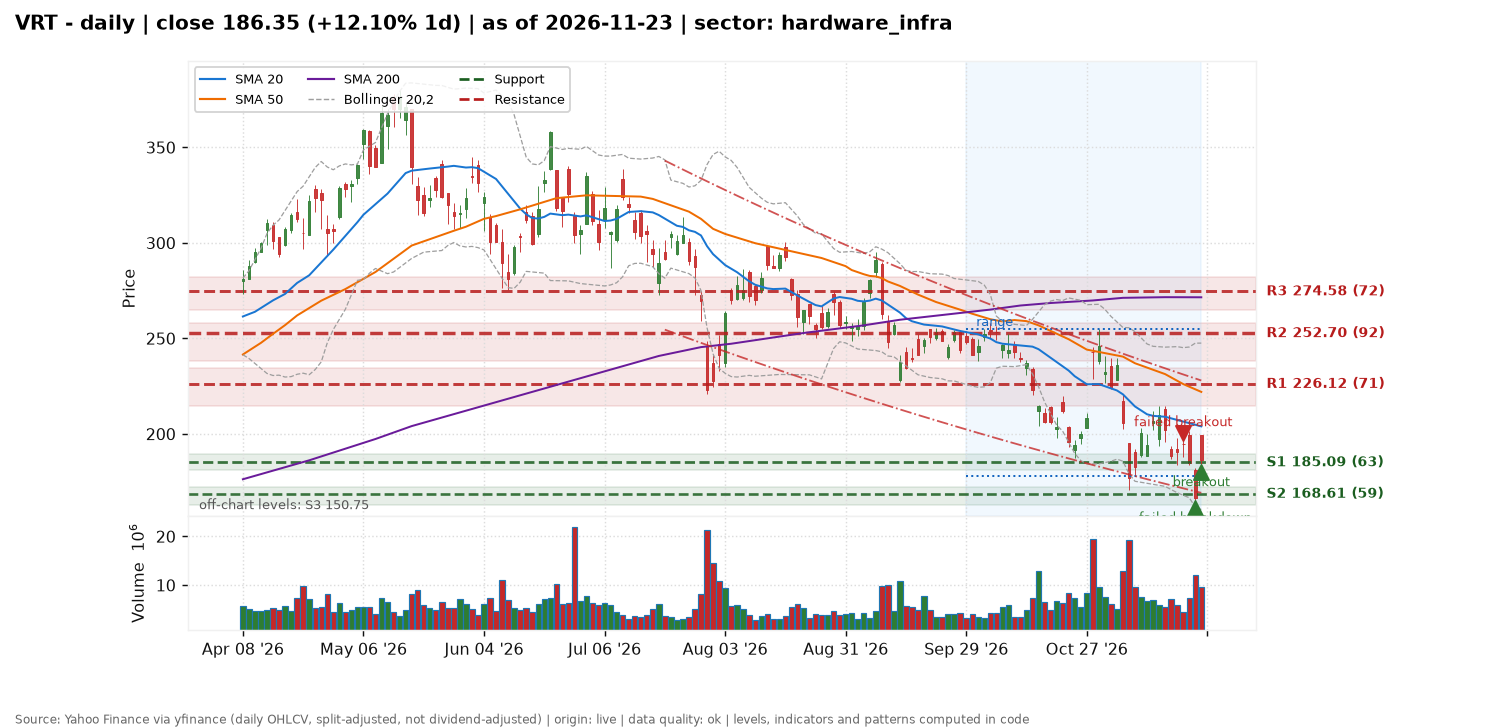 VRT - daily | close 186.35 (+12.10% 1d) | as of 2026-11-23 | sector: hardware_infra
SMA 20
SMA 50
SMA 200
Bollinger 20,2
Support
Resistance
Price
350
300
250
200
range
failed breakout
breakout
failed breakdown
R3 274.58 (72)
R2 252.70 (92)
R1 226.12 (71)
S1 185.09 (63)
S2 168.61 (59)
off-chart levels: S3 150.75
Volume 10⁶
20
10
Apr 08 '26
May 06 '26
Jun 04 '26
Jul 06 '26
Aug 03 '26
Aug 31 '26
Sep 29 '26
Oct 27 '26
Source: Yahoo Finance via yfinance (daily OHLCV, split-adjusted, not dividend-adjusted) | origin: live | data quality: ok | levels, indicators and patterns computed in code